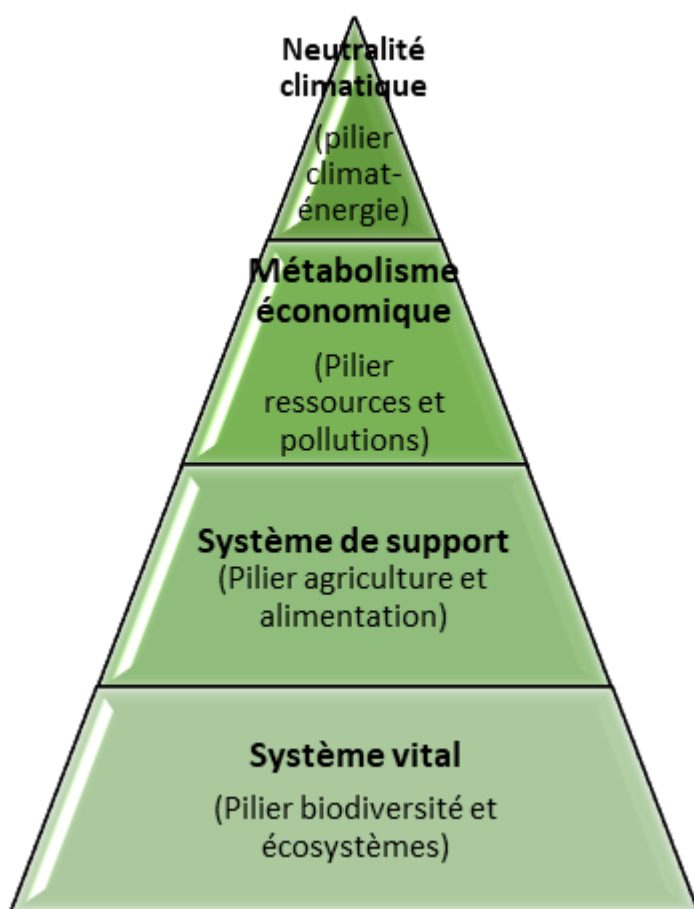 Neutralité
climatique
(pilier
climat-
énergie)
Métabolisme
économique
(Pilier
ressources et
pollutions)
Système de support
(Pilier agriculture et
alimentation)
Système vital
(Pilier biodiversité et
écosystèmes)